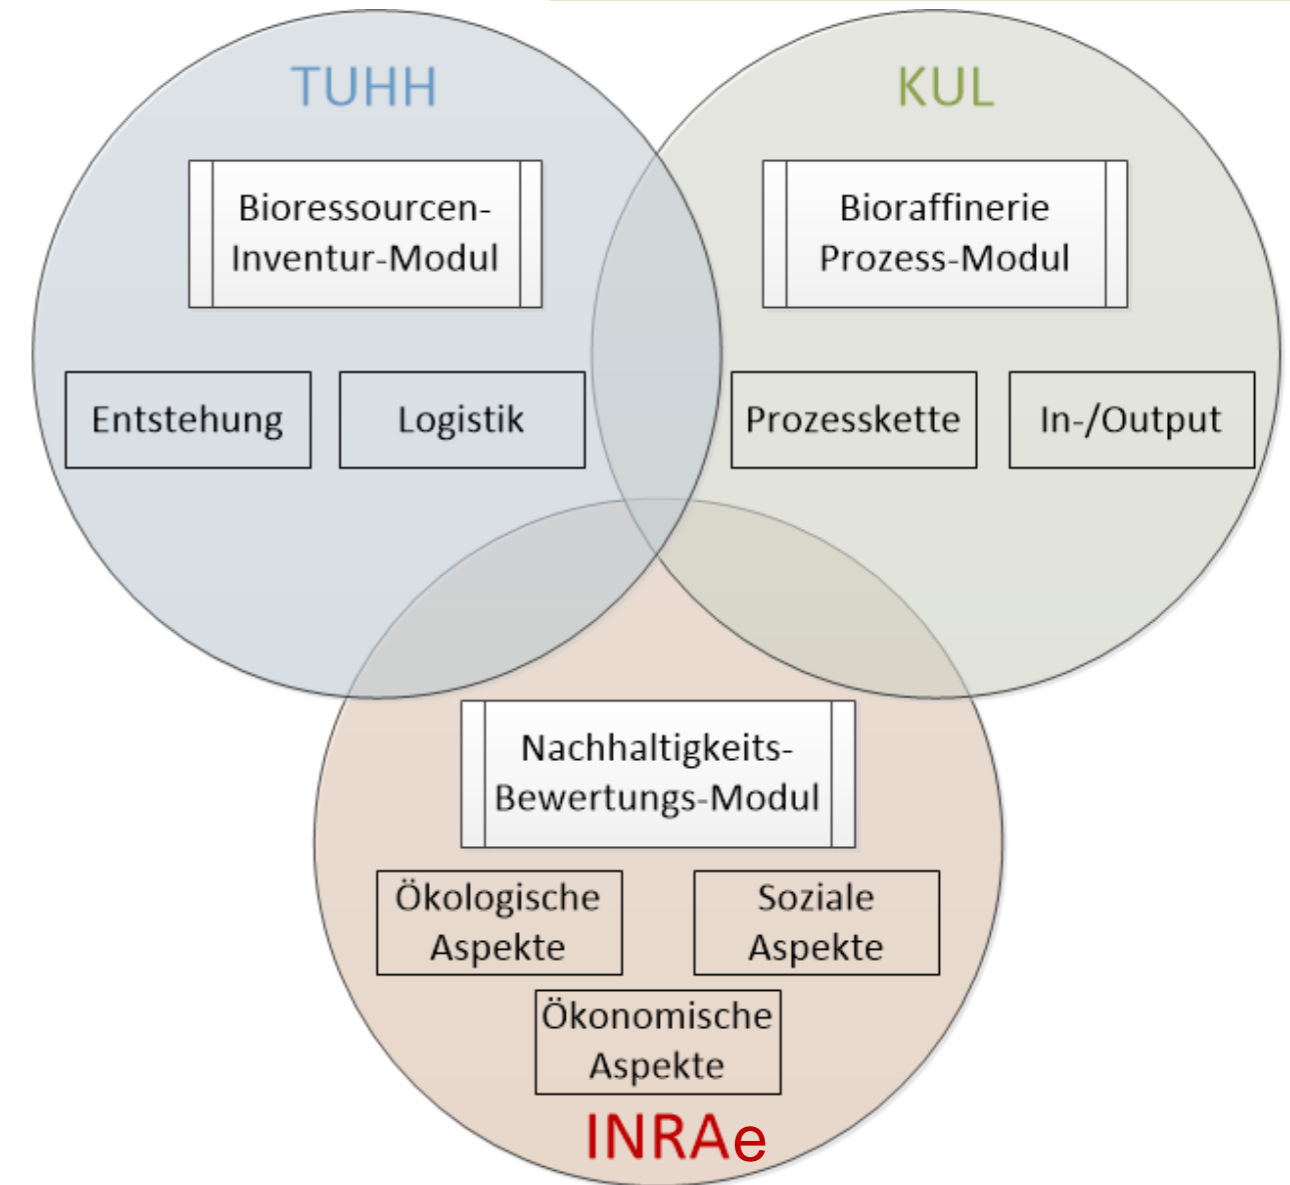 TUHH
KUL
Bioressourcen-
Inventur-Modul
Bioraffinerie
Prozess-Modul
Entstehung
Logistik
Prozesskette
In-/Output
Nachhaltigkeits-
Bewertungs-Modul
Ökologische
Aspekte
Soziale
Aspekte
Ökonomische
Aspekte
INRAe